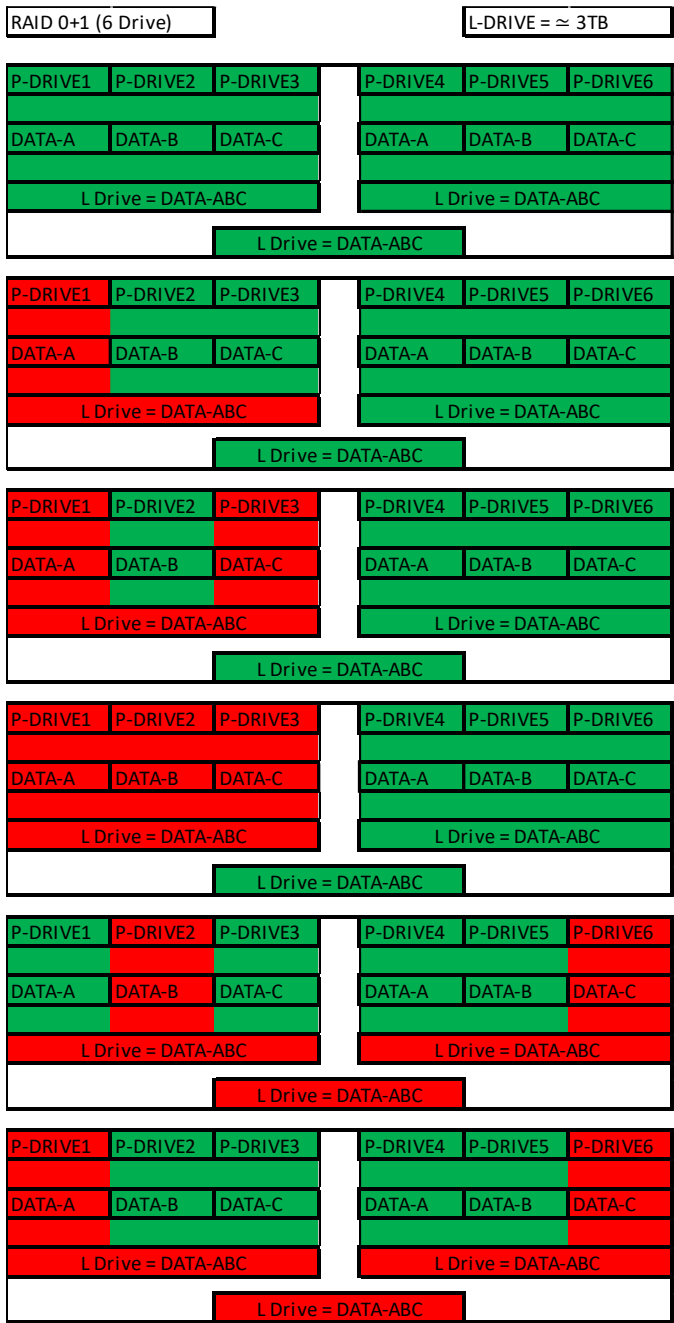 RAID 0+1 (6 Drive) L-DRIVE = ≃ 3TB
P-DRIVE1 P-DRIVE2 P-DRIVE3 P-DRIVE4 P-DRIVE5 P-DRIVE6
DATA-A DATA-B DATA-C DATA-A DATA-B DATA-C
L Drive = DATA-ABC L Drive = DATA-ABC
L Drive = DATA-ABC
P-DRIVE1 P-DRIVE2 P-DRIVE3 P-DRIVE4 P-DRIVE5 P-DRIVE6
DATA-A DATA-B DATA-C DATA-A DATA-B DATA-C
L Drive = DATA-ABC L Drive = DATA-ABC
L Drive = DATA-ABC
P-DRIVE1 P-DRIVE2 P-DRIVE3 P-DRIVE4 P-DRIVE5 P-DRIVE6
DATA-A DATA-B DATA-C DATA-A DATA-B DATA-C
L Drive = DATA-ABC L Drive = DATA-ABC
L Drive = DATA-ABC
P-DRIVE1 P-DRIVE2 P-DRIVE3 P-DRIVE4 P-DRIVE5 P-DRIVE6
DATA-A DATA-B DATA-C DATA-A DATA-B DATA-C
L Drive = DATA-ABC L Drive = DATA-ABC
L Drive = DATA-ABC
P-DRIVE1 P-DRIVE2 P-DRIVE3 P-DRIVE4 P-DRIVE5 P-DRIVE6
DATA-A DATA-B DATA-C DATA-A DATA-B DATA-C
L Drive = DATA-ABC L Drive = DATA-ABC
L Drive = DATA-ABC
P-DRIVE1 P-DRIVE2 P-DRIVE3 P-DRIVE4 P-DRIVE5 P-DRIVE6
DATA-A DATA-B DATA-C DATA-A DATA-B DATA-C
L Drive = DATA-ABC L Drive = DATA-ABC
L Drive = DATA-ABC